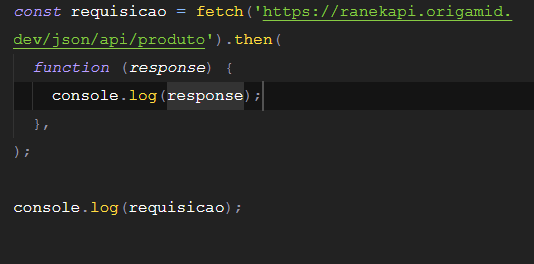 const requisicao = fetch('https://ranekapi.origamid.
dev/json/api/produto').then(
function (response) {
console.log(response);
},
);
console.log(requisicao);